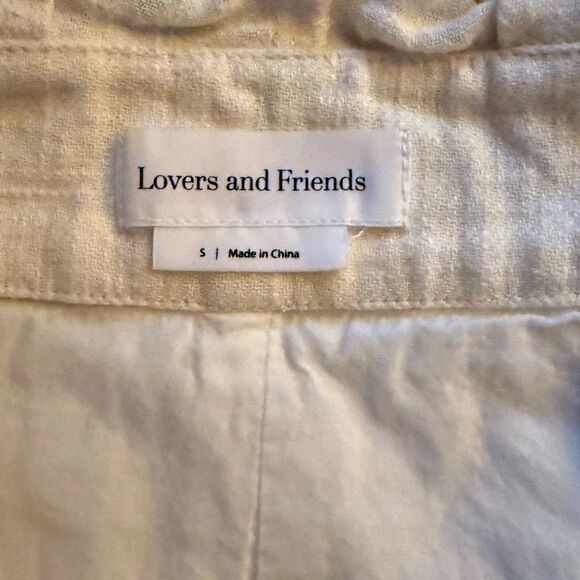 Lovers and Friends
S | Made in China